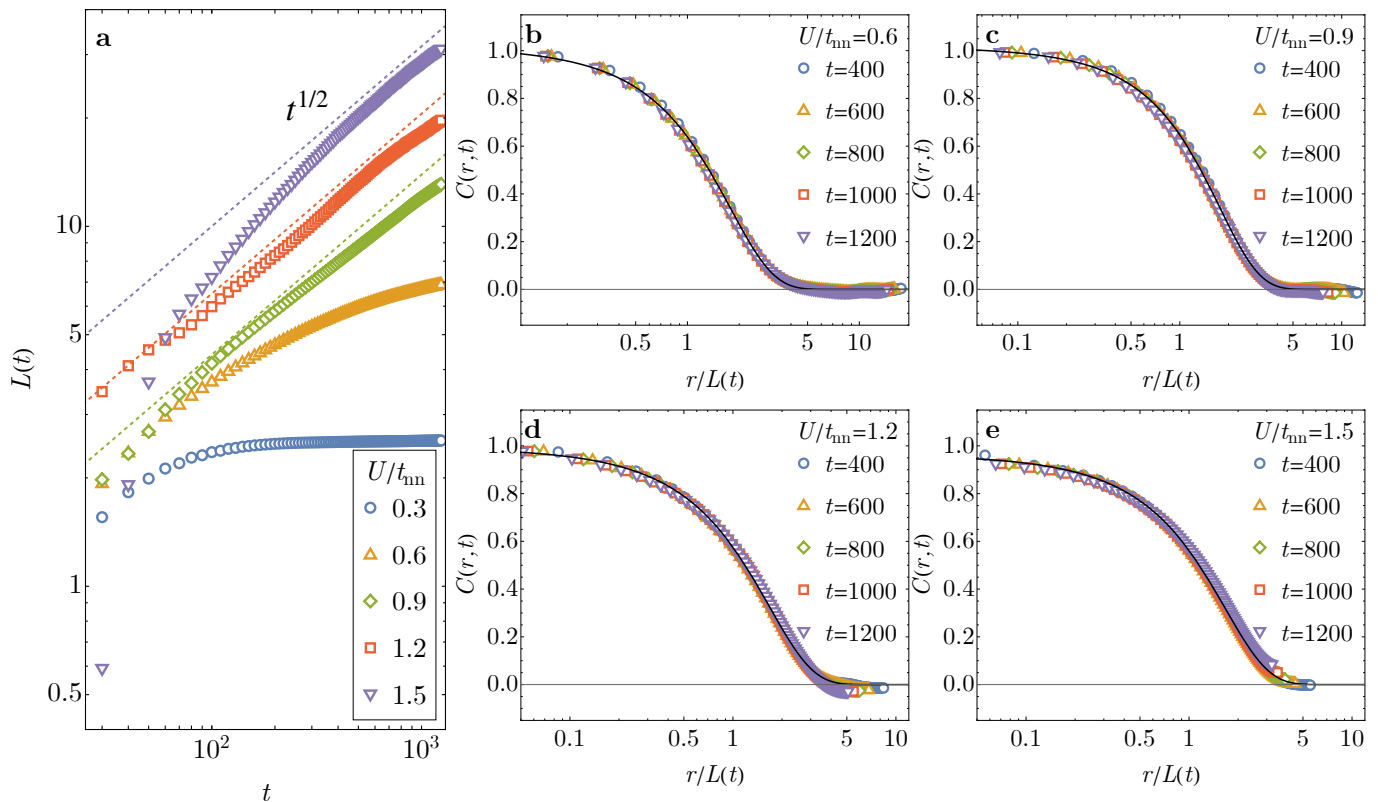 a
t^{1/2}
L(t)
10
5
1
0.5
10^2
10^3
t
U/t_nn
0.3
0.6
0.9
1.2
1.5
b
U/t_nn=0.6
t=400
t=600
t=800
t=1000
t=1200
C(r,t)
1.0
0.8
0.6
0.4
0.2
0.0
0.5
1
5
10
r/L(t)
c
U/t_nn=0.9
t=400
t=600
t=800
t=1000
t=1200
C(r,t)
1.0
0.8
0.6
0.4
0.2
0.0
0.1
0.5
1
5
10
r/L(t)
d
U/t_nn=1.2
t=400
t=600
t=800
t=1000
t=1200
C(r,t)
1.0
0.8
0.6
0.4
0.2
0.0
0.1
0.5
1
5
10
r/L(t)
e
U/t_nn=1.5
t=400
t=600
t=800
t=1000
t=1200
C(r,t)
1.0
0.8
0.6
0.4
0.2
0.0
0.1
0.5
1
5
10
r/L(t)